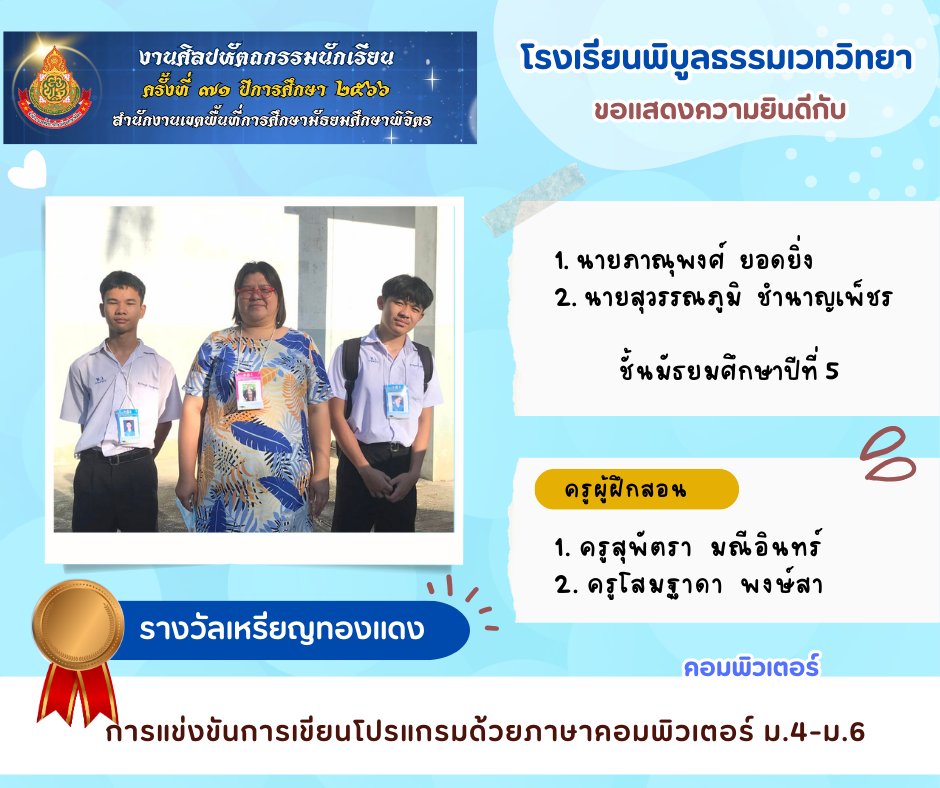 งานศิลปหัตถกรรมนักเรียน
ครั้งที่ ๗๑ ปีการศึกษา ๒๕๖๖
สำนักงานเขตพื้นที่การศึกษามัธยมศึกษาพิจิตร
โรงเรียนพิบูลธรรมเวทวิทยา
ขอแสดงความยินดีกับ
1. นายภาณุพงศ์ ยอดยิ่ง
2. นายสุวรรณภูมิ ชำนาญเพ็ชร
ชั้นมัธยมศึกษาปีที่ 5
ครูผู้ฝึกสอน
1. ครูสุพัตรา มณีอินทร์
2. ครูโสมฐาดา พงษ์สา
รางวัลเหรียญทองแดง
คอมพิวเตอร์
การแข่งขันการเขียนโปรแกรมด้วยภาษาคอมพิวเตอร์ ม.4-ม.6